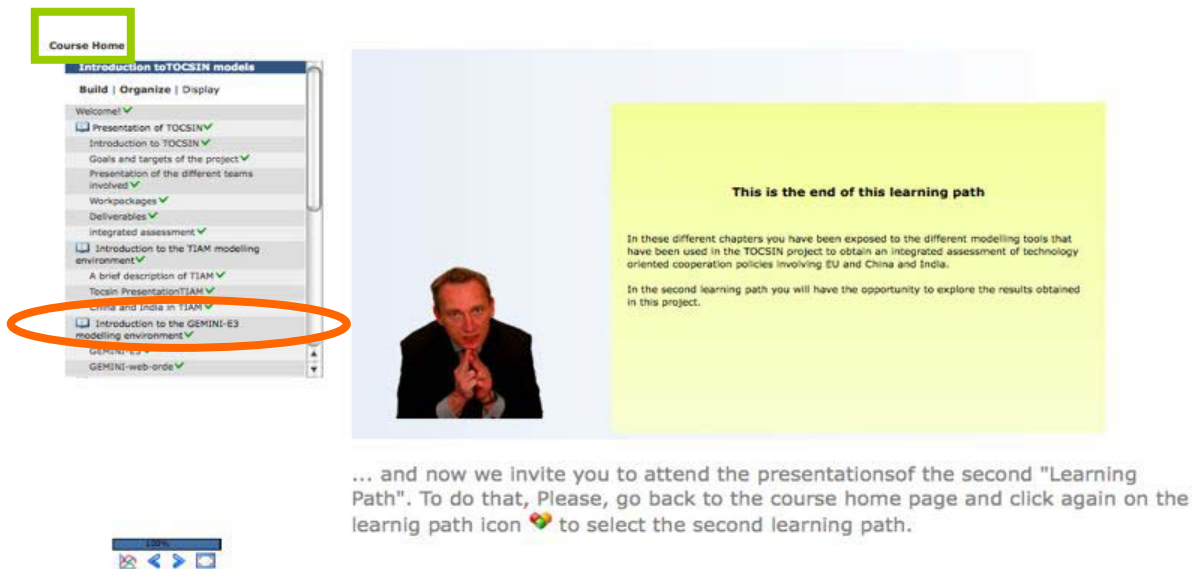 Course Home
Introduction toTOCSIN models
Build | Organize | Display
Welcome!
Presentation of TOCSIN
Introduction to TOCSIN
Goals and targets of the project
Presentation of the different teams
involved
Workpackages
Deliverables
integrated assessment
Introduction to the TIAM modelling
environment
A brief description of TIAM
Tocsin PresentationTIAM
China and India in TIAM
Introduction to the GEMINI-E3
modelling environment
GEMINI-E3
GEMINI-web-orde
100%
This is the end of this learning path
In these different chapters you have been exposed to the different modelling tools that
have been used in the TOCSIN project to obtain an integrated assessment of technology
oriented cooperation policies involving EU and China and India.
In the second learning path you will have the opportunity to explore the results obtained
in this project.
... and now we invite you to attend the presentationsof the second "Learning
Path". To do that, Please, go back to the course home page and click again on the
learnig path icon to select the second learning path.